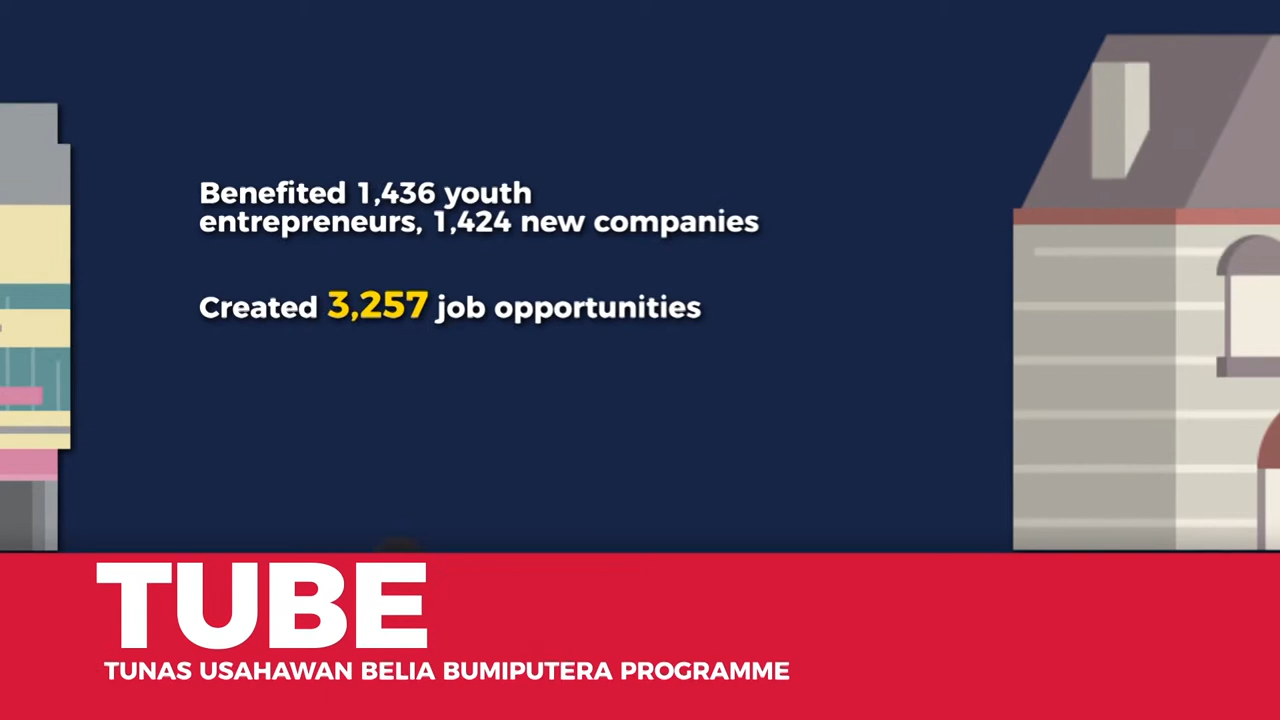 Benefited 1,436 youth
entrepreneurs, 1,424 new companies
Created 3,257 job opportunities
TUBE
TUNAS USAHAWAN BELIA BUMIPUTERA PROGRAMME